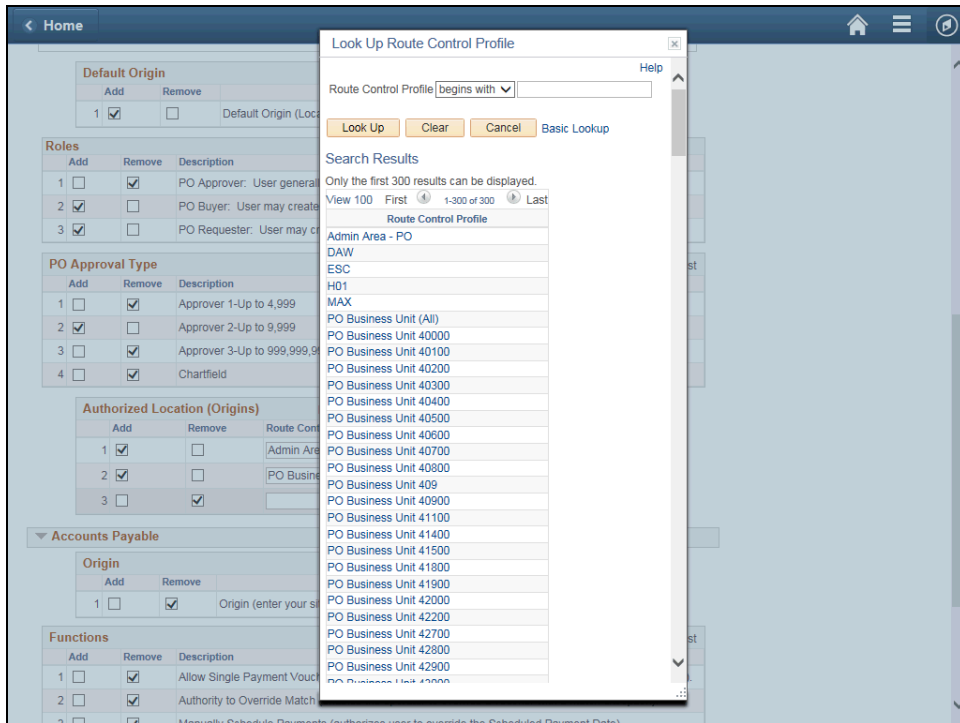 Home
Default Origin
Add Remove
1 Default Origin (Loca
Roles
Add Remove Description
1 PO Approver: User generall
2 PO Buyer: User may create
3 PO Requester: User may cr
PO Approval Type
st
Add Remove Description
1 Approver 1-Up to 4,999
2 Approver 2-Up to 9,999
3 Approver 3-Up to 999,999,9
4 Chartfield
Authorized Location (Origins)
Add Remove Route Cont
1 Admin Are
2 PO Busine
3
Accounts Payable
Origin
Add Remove
1 Origin (enter your si
Functions
st
Add Remove Description
1 Allow Single Payment Vouch
2 Authority to Override Match
3 Manually Schedule Payments (authorizes user to override the Scheduled Payment Date)
Look Up Route Control Profile
Help
Route Control Profile begins with
Look Up Clear Cancel Basic Lookup
Search Results
Only the first 300 results can be displayed.
View 100 First 1-300 of 300 Last
Route Control Profile
Admin Area - PO
DAW
ESC
H01
MAX
PO Business Unit (All)
PO Business Unit 40000
PO Business Unit 40100
PO Business Unit 40200
PO Business Unit 40300
PO Business Unit 40400
PO Business Unit 40500
PO Business Unit 40600
PO Business Unit 40700
PO Business Unit 40800
PO Business Unit 409
PO Business Unit 40900
PO Business Unit 41100
PO Business Unit 41400
PO Business Unit 41500
PO Business Unit 41800
PO Business Unit 41900
PO Business Unit 42000
PO Business Unit 42200
PO Business Unit 42700
PO Business Unit 42800
PO Business Unit 42900